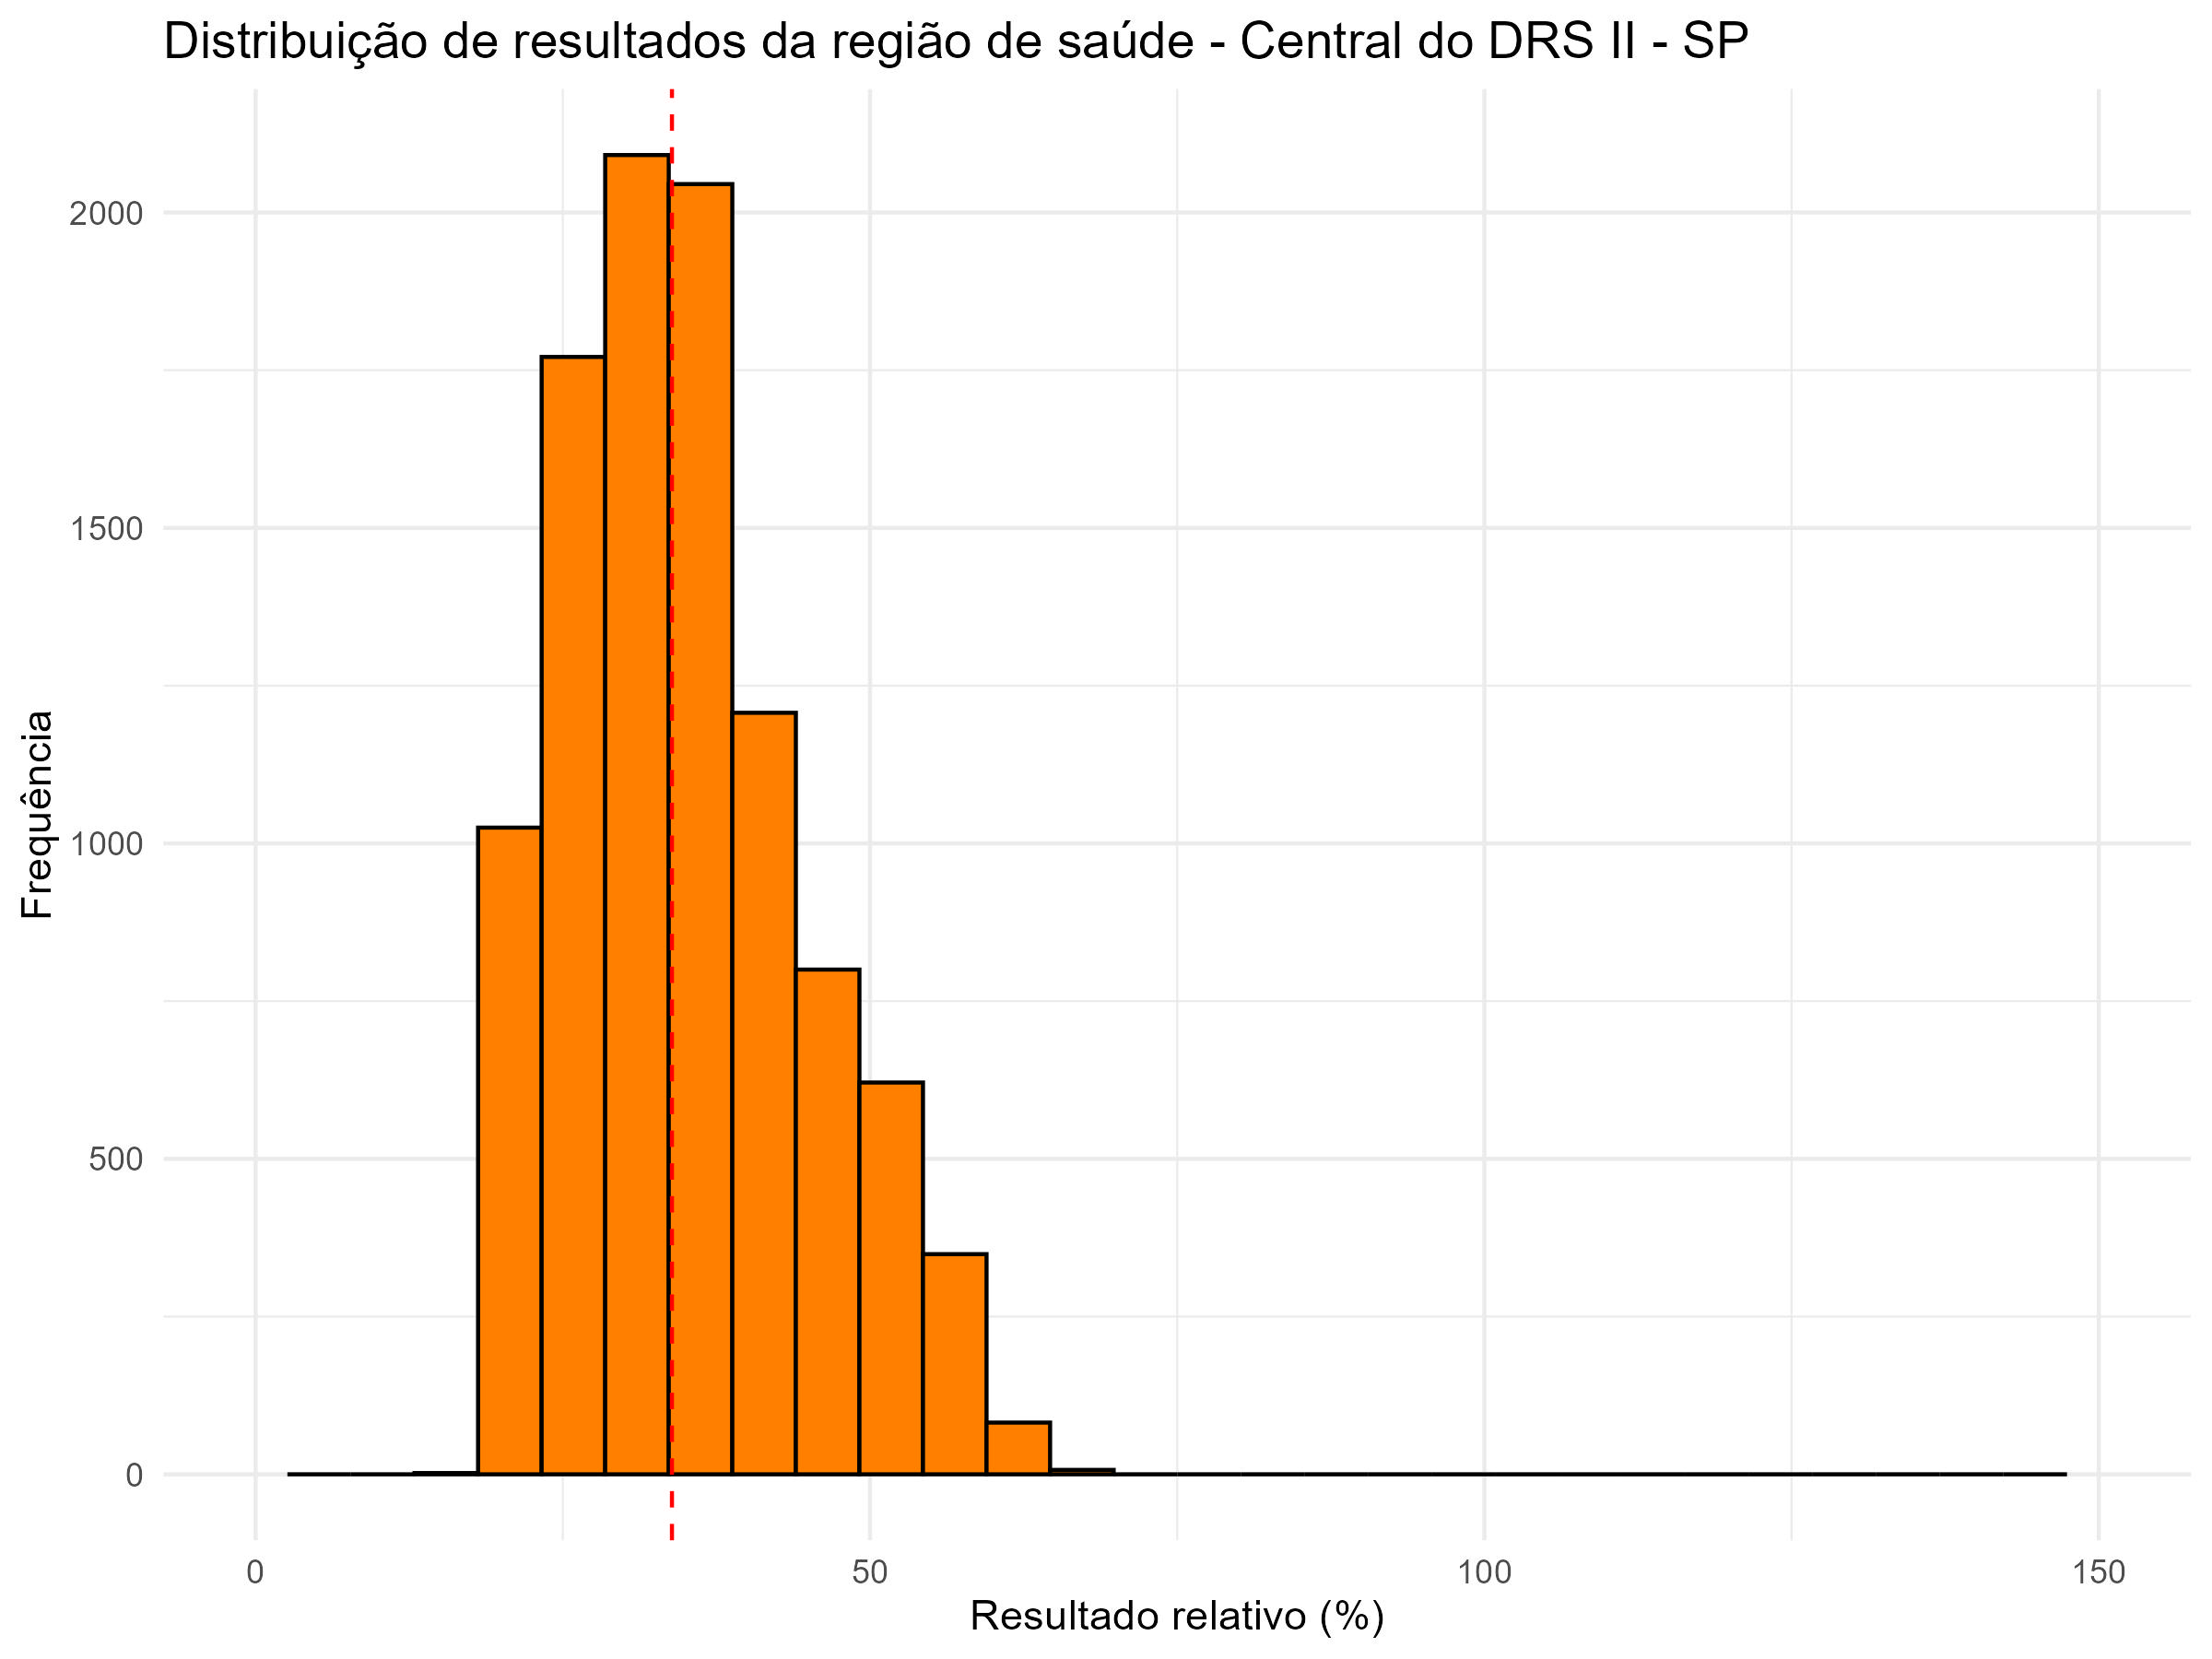 Distribuição de resultados da região de saúde - Central do DRS II - SP
Frequência
2000
1500
1000
500
0
0 50 100 150
Resultado relativo (%)